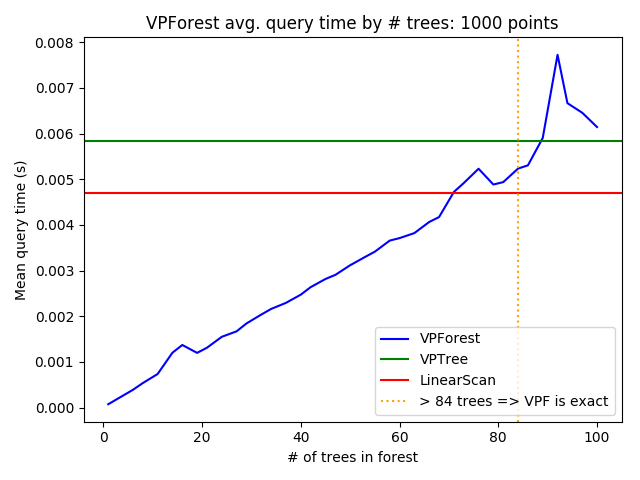 VPForest avg. query time by # trees: 1000 points
Mean query time (s)
0.008
0.007
0.006
0.005
0.004
0.003
0.002
0.001
0.000
VPForest
VPTree
LinearScan
> 84 trees => VPF is exact
0 20 40 60 80 100
# of trees in forest